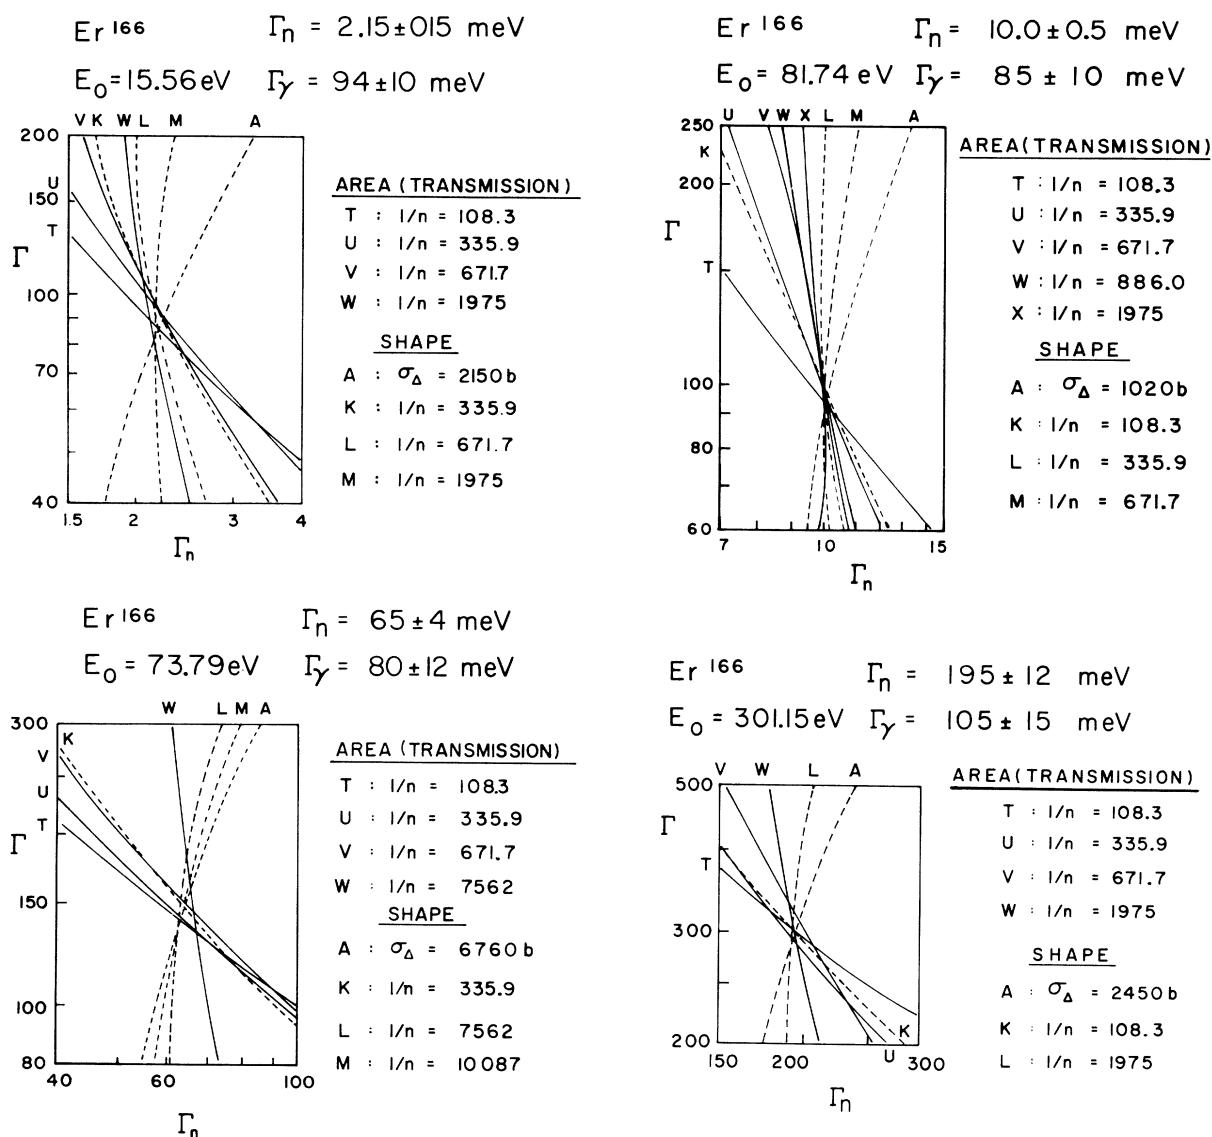 Er 166 Γn = 2.15±015 meV
E0=15.56eV Γγ = 94±10 meV
V K W L M A
200
U
150
T
Γ
100
70
40
1.5 2 3 4
Γn
AREA (TRANSMISSION)
T : 1/n = 108.3
U : 1/n = 335.9
V : 1/n = 671.7
W : 1/n = 1975
SHAPE
A : σΔ = 2150b
K : 1/n = 335.9
L : 1/n = 671.7
M : 1/n = 1975
Er 166 Γn = 10.0±0.5 meV
E0= 81.74 eV Γγ= 85 ± 10 meV
250 U V W X L M A
K
200
Γ
T
100
80
60
7 10 15
Γn
AREA(TRANSMISSION)
T : 1/n = 108.3
U : 1/n = 335.9
V : 1/n = 671.7
W : 1/n = 886.0
X : 1/n = 1975
SHAPE
A : σΔ = 1020b
K : 1/n = 108.3
L : 1/n = 335.9
M : 1/n = 671.7
Er 166 Γn = 65±4 meV
E0= 73.79eV Γγ = 80±12 meV
W L M A
300
K
V
U
T
Γ
150
100
80
40 60 100
Γn
AREA (TRANSMISSION)
T : 1/n = 108.3
U : 1/n = 335.9
V : 1/n = 671.7
W : 1/n = 7562
SHAPE
A : σΔ = 6760b
K : 1/n = 335.9
L : 1/n = 7562
M : 1/n = 10087
Er 166 Γn = 195± 12 meV
E0= 301.15eV Γγ = 105± 15 meV
V W L A
500
Γ
T
300
200
K
U
150 200 300
Γn
AREA(TRANSMISSION)
T : 1/n = 108.3
U : 1/n = 335.9
V : 1/n = 671.7
W : 1/n = 1975
SHAPE
A : σΔ = 2450b
K : 1/n = 108.3
L : 1/n = 1975